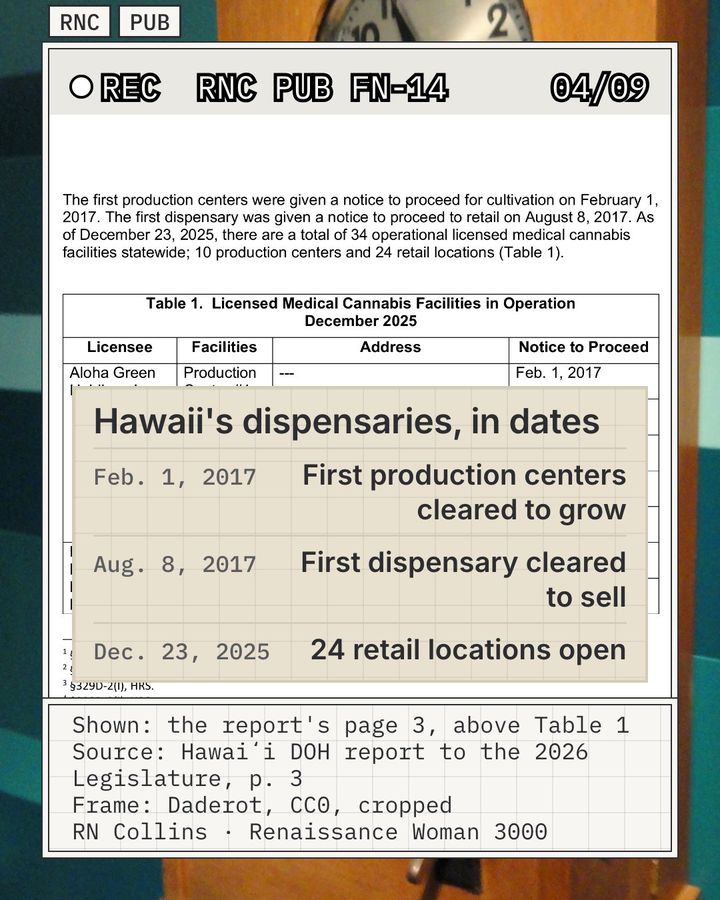 RNC PUB
REC RNC PUB FN-14 04/09
The first production centers were given a notice to proceed for cultivation on February 1,
2017. The first dispensary was given a notice to proceed to retail on August 8, 2017. As
of December 23, 2025, there are a total of 34 operational licensed medical cannabis
facilities statewide; 10 production centers and 24 retail locations (Table 1).
Table 1. Licensed Medical Cannabis Facilities in Operation
December 2025
Licensee Facilities Address Notice to Proceed
Aloha Green Production --- Feb. 1, 2017
Hawaii's dispensaries, in dates
Feb. 1, 2017 First production centers
cleared to grow
Aug. 8, 2017 First dispensary cleared
to sell
Dec. 23, 2025 24 retail locations open
3 §329D-2(l), HRS.
Shown: the report's page 3, above Table 1
Source: Hawaiʻi DOH report to the 2026
Legislature, p. 3
Frame: Daderot, CC0, cropped
RN Collins · Renaissance Woman 3000